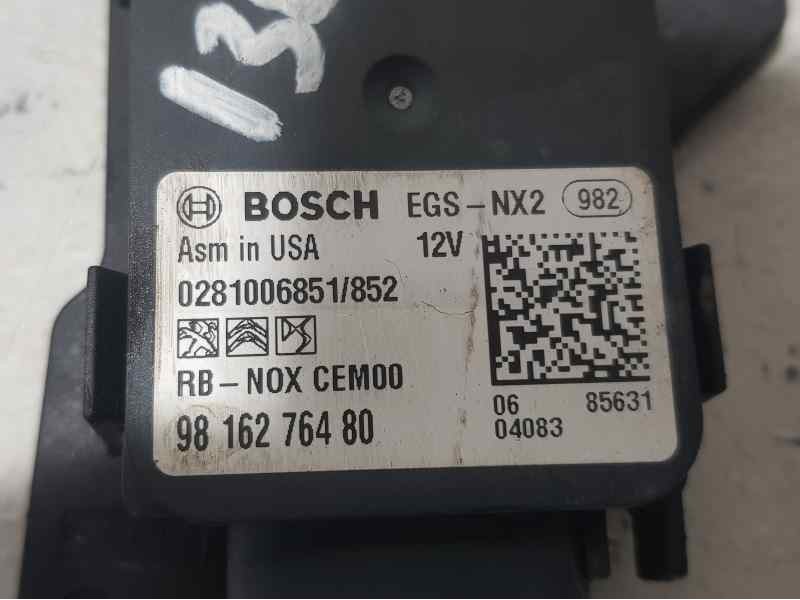 BOSCH EGS-NX2 982
Asm in USA 12V
0281006851/852
RB-NOX CEM00
98 162 764 80
06 85631
04083